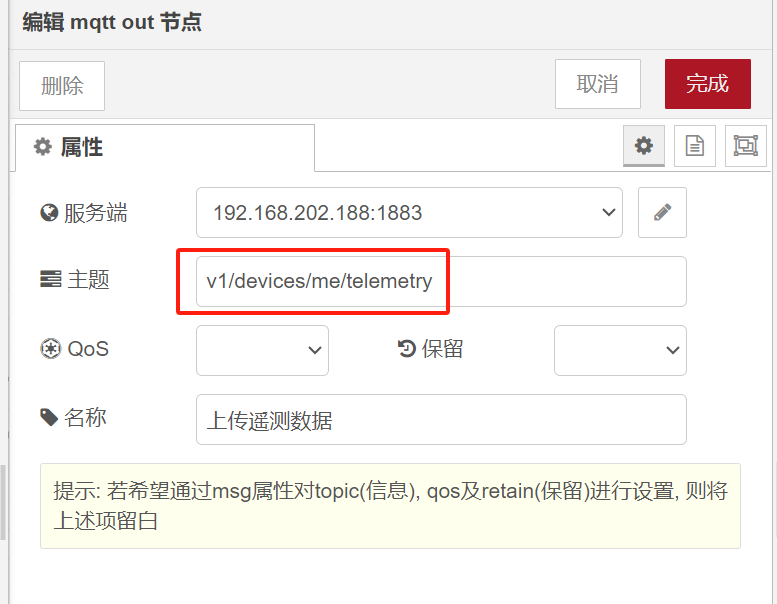 编辑 mqtt out 节点
删除
取消
完成
属性
服务端
192.168.202.188:1883
主题
v1/devices/me/telemetry
QoS
保留
名称
上传遥测数据
提示: 若希望通过msg属性对topic(信息), qos及retain(保留)进行设置, 则将
上述项留白